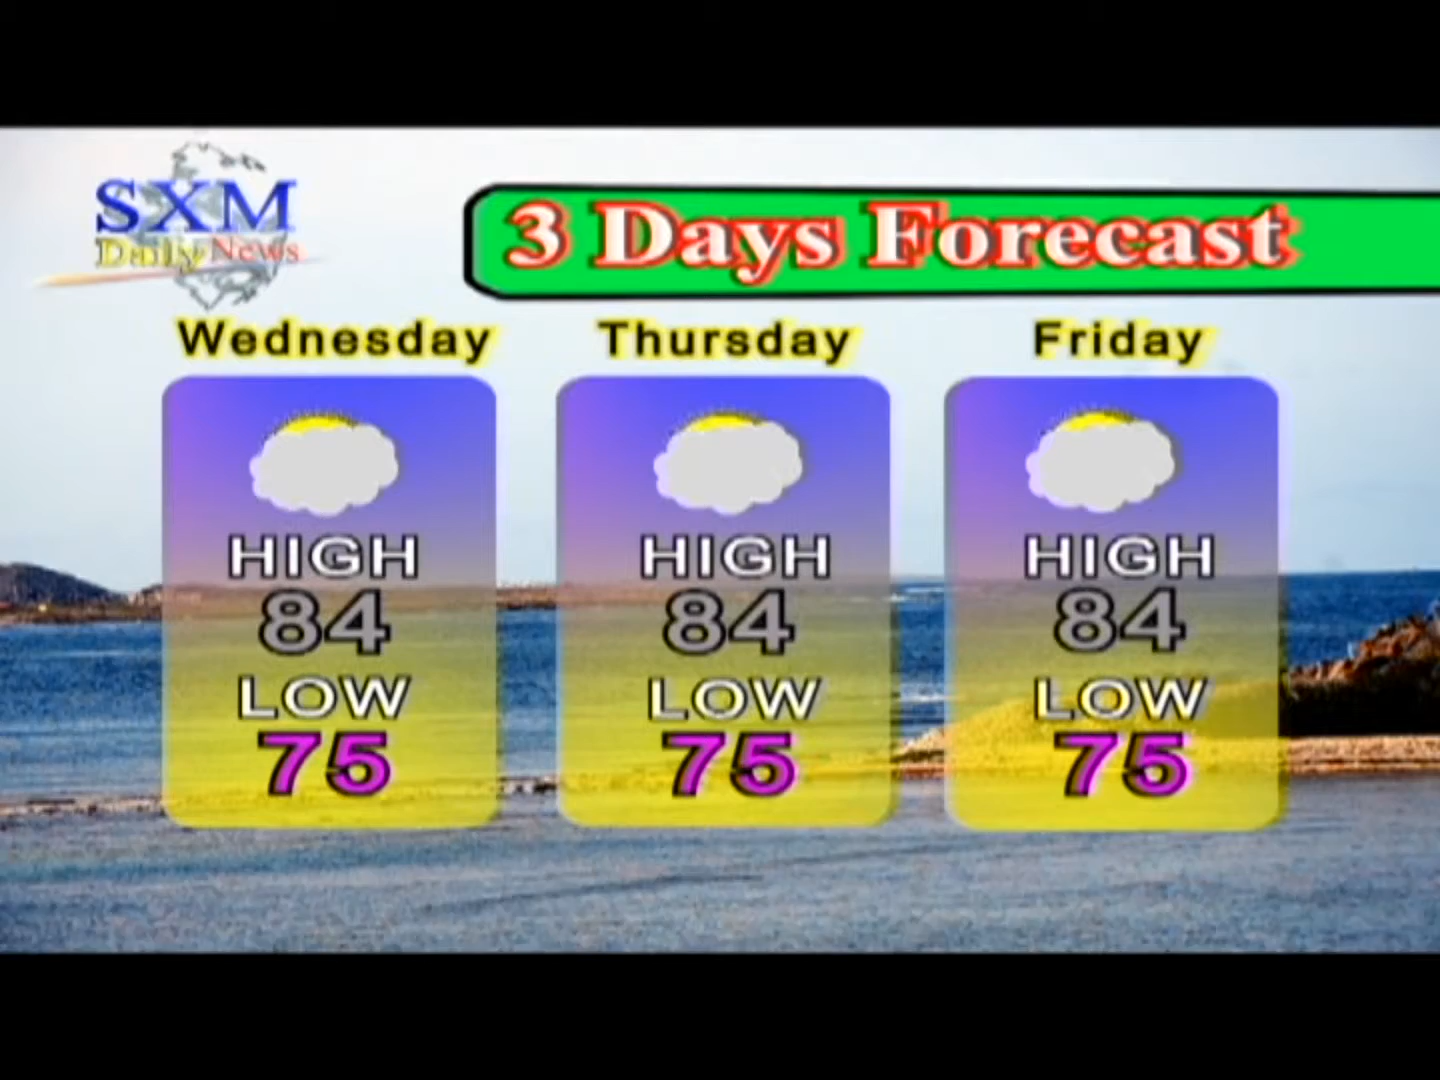 SXM
Daily News
3 Days Forecast
Wednesday
HIGH
84
LOW
75
Thursday
HIGH
84
LOW
75
Friday
HIGH
84
LOW
75